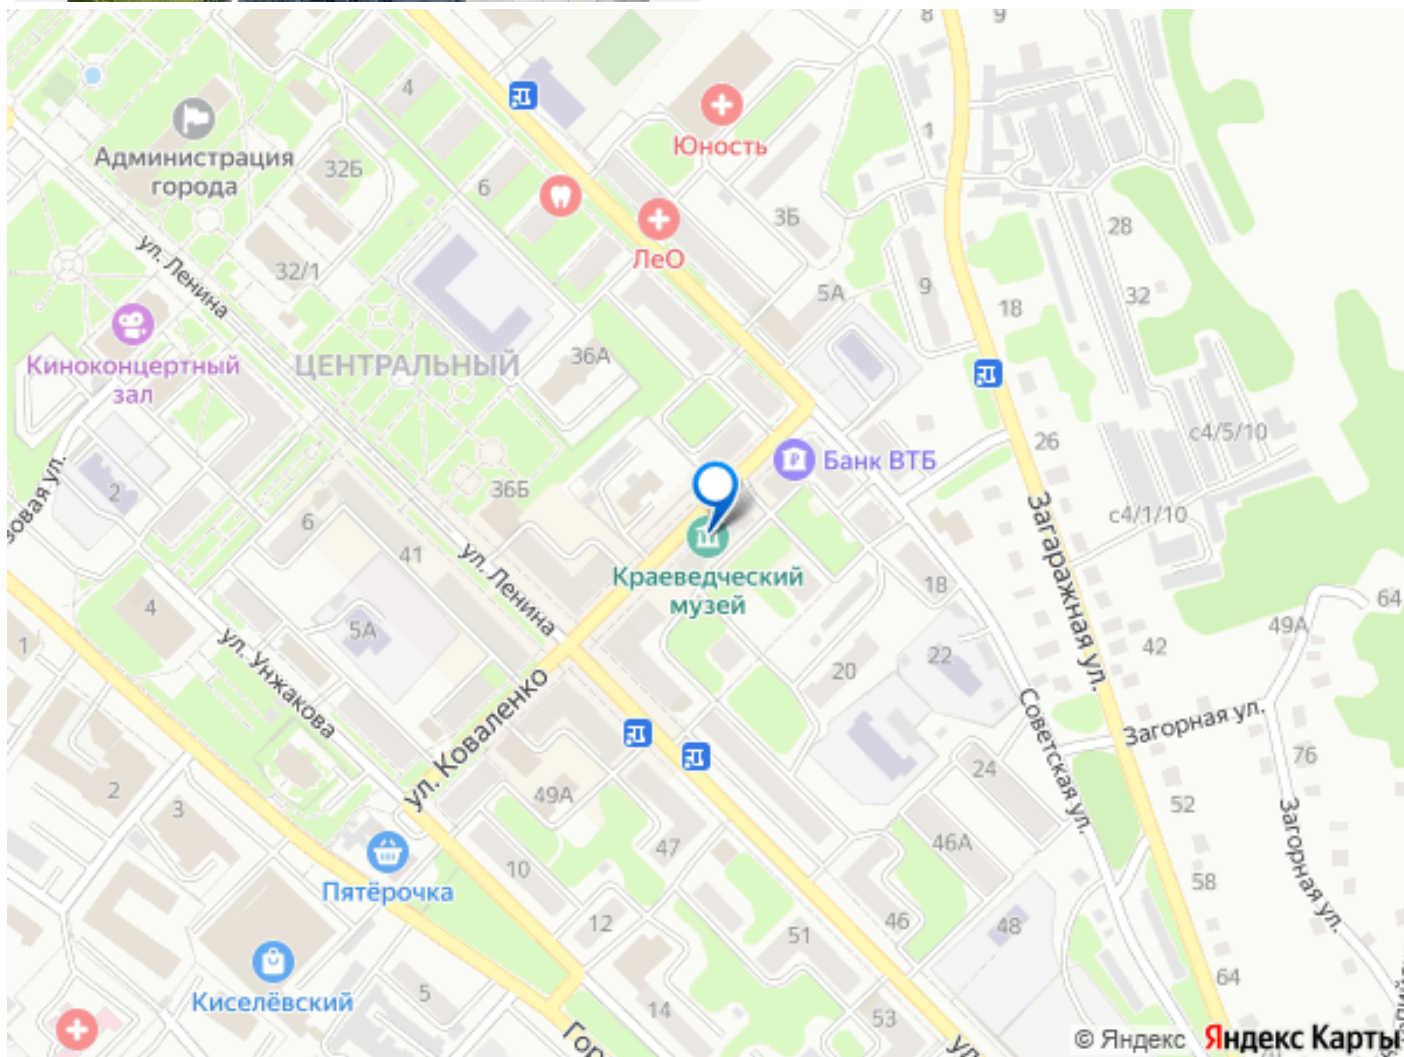 8
9
4
1
Юность
Администрация
города
32Б
6
3Б
28
ул. Ленина
ЛеО
32/1
5А
9
32
18
Киноконцертный
зал
ЦЕНТРАЛЬНЫЙ
36А
26
с4/5/10
Банк ВТБ
2
36Б
6
с4/1/10
41
ул. Ленина
Загаражная ул.
Краеведческий
музей
18
64
4
5А
49А
1
ул. Унжакова
22
42
20
ул. Коваленко
Советская ул.
Загорная ул.
76
24
2
3
49А
52
47
46А
Загорная ул.
10
58
Пятёрочка
12
46
48
51
64
Киселёвский
5
14
53
© Яндекс
Яндекс Карты